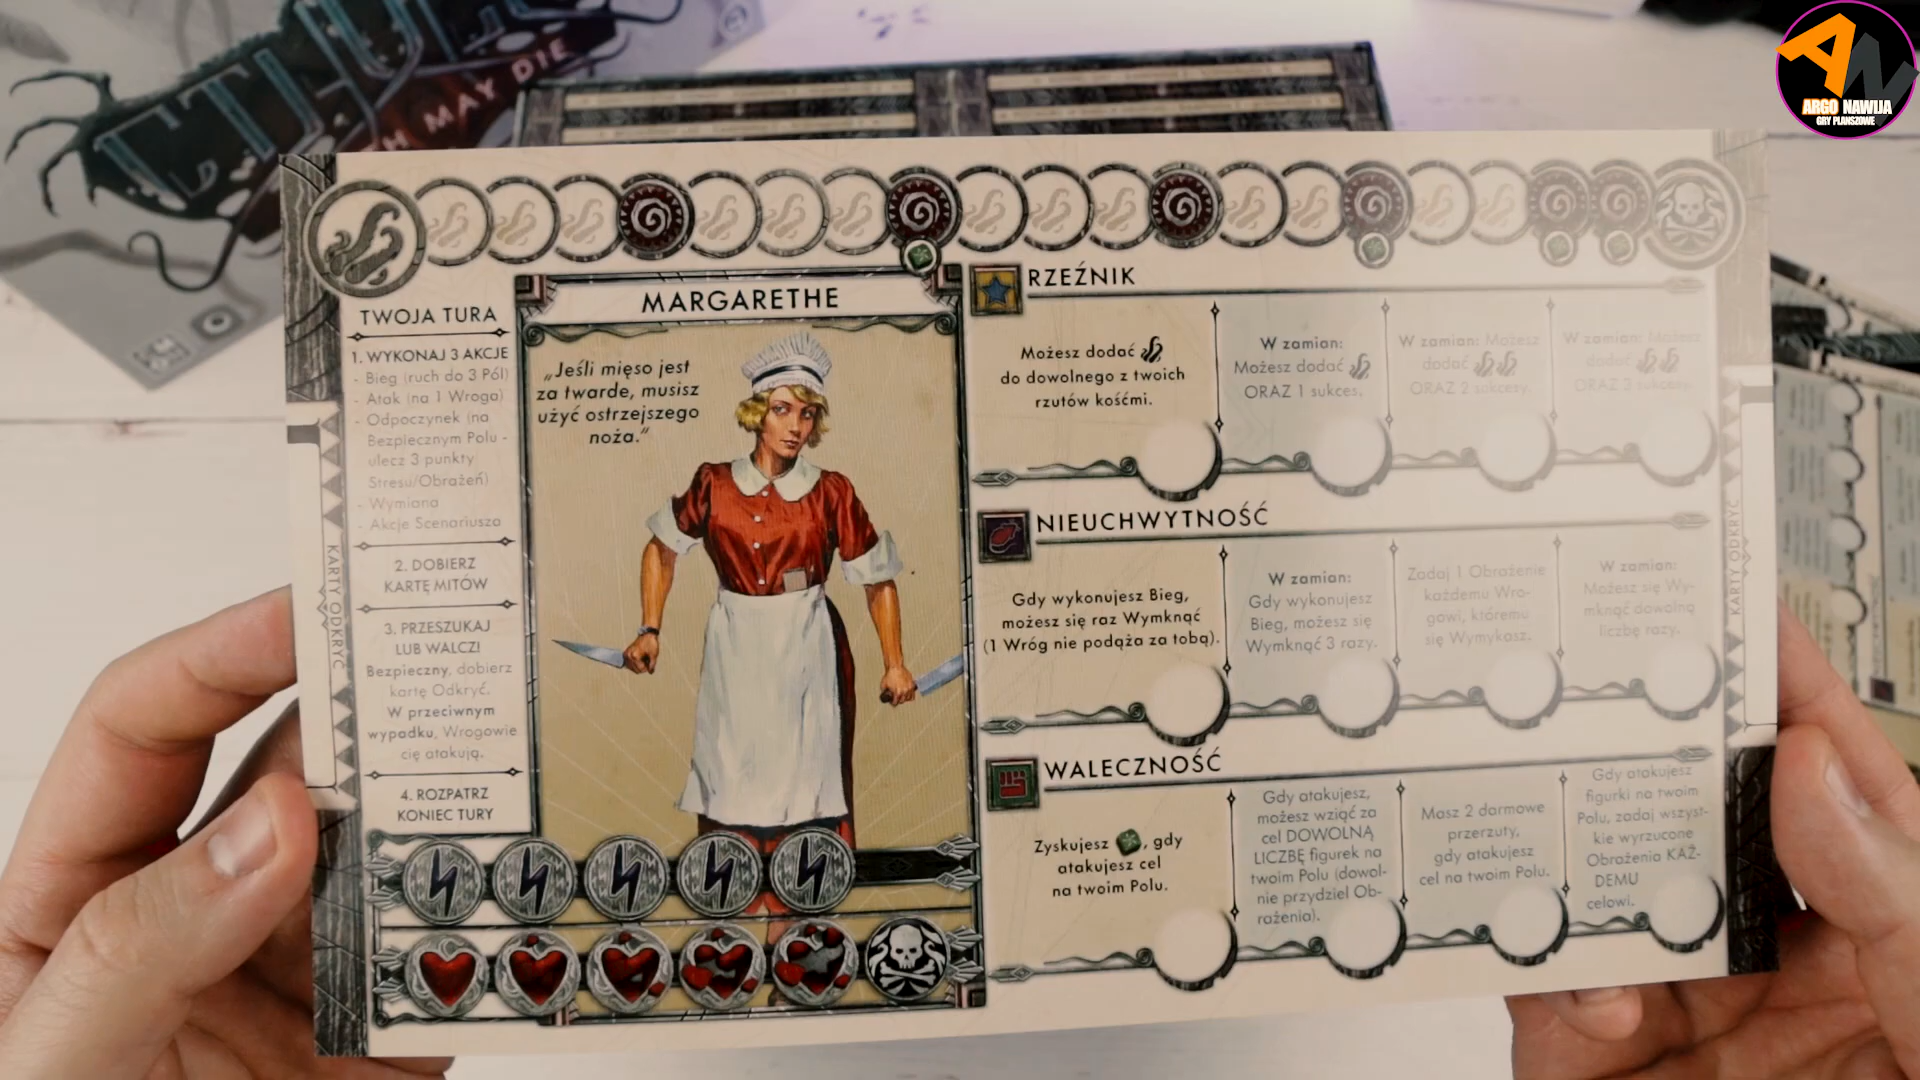 TH MAY DIE
ARGO NAWIJA
GRY PLANSZOWE
MARGARETHE
„Jeśli mięso jest
za twarde, musisz
użyć ostrzejszego
noża.”
TWOJA TURA
1. WYKONAJ 3 AKCJE
- Bieg (ruch do 3 Pól)
- Atak (na 1 Wroga)
- Odpoczynek (na
Bezpiecznym Polu -
ulecz 3 punkty
Stresu/Obrażeń)
- Wymiana
- Akcje Scenariusza
2. DOBIERZ
KARTĘ MITÓW
3. PRZESZUKAJ
LUB WALCZ!
Bezpieczny, dobierz
kartę Odkryć.
W przeciwnym
wypadku, Wrogowie
cię atakują.
4. ROZPATRZ
KONIEC TURY
KARTY ODKRYĆ
RZEŹNIK
Możesz dodać
do dowolnego z twoich
rzutów kośćmi.
W zamian:
Możesz dodać
ORAZ 1 sukces.
W zamian: Możesz
dodać
ORAZ 2 sukcesy.
W zamian: Możesz
dodać
ORAZ 3 sukcesy.
NIEUCHWYTNOŚĆ
Gdy wykonujesz Bieg,
możesz się raz Wymknąć
(1 Wróg nie podąża za tobą).
W zamian:
Gdy wykonujesz
Bieg, możesz się
Wymknąć 3 razy.
Zadaj 1 Obrażenie
każdemu Wro-
gowi, któremu
się Wymykasz.
W zamian:
Możesz się Wy-
mknąć dowolną
liczbę razy.
WALECZNOŚĆ
Zyskujesz , gdy
atakujesz cel
na twoim Polu.
Gdy atakujesz,
możesz wziąć za
cel DOWOLNĄ
LICZBĘ figurek na
twoim Polu (dowol-
nie przydziel Ob-
rażenia).
Masz 2 darmowe
przerzuty,
gdy atakujesz
cel na twoim Polu.
Gdy atakujesz
figurki na twoim
Polu, zadaj wszyst-
kie wyrzucone
Obrażenia KAŻ-
DEMU
celowi.
KARTY ODKRYĆ